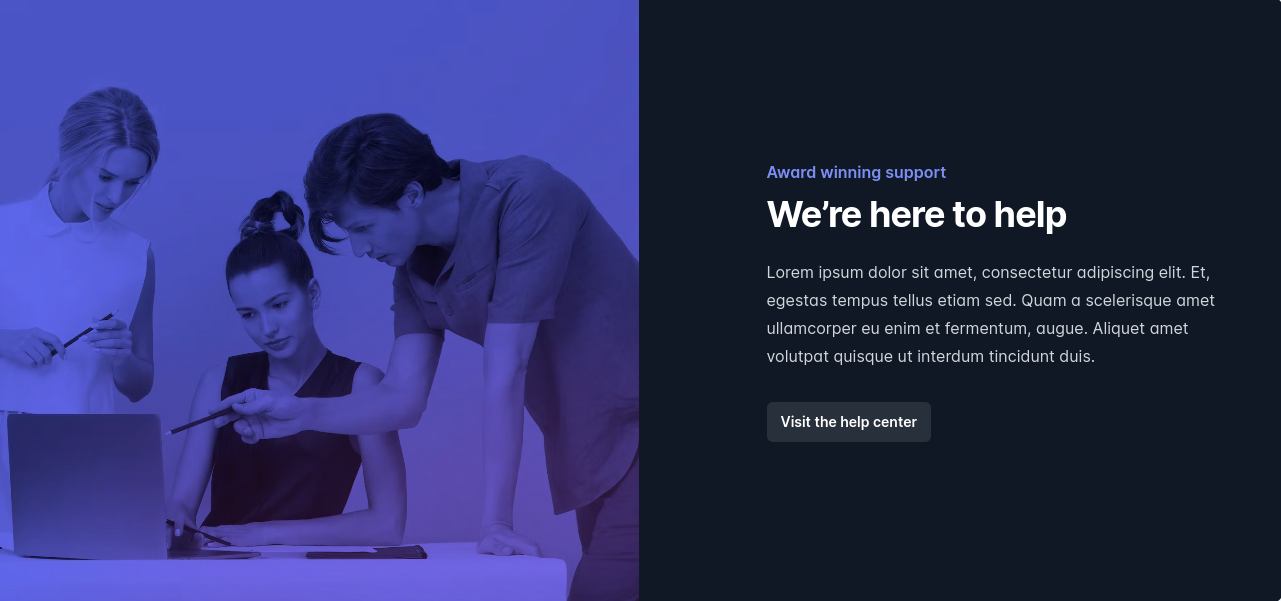 Award winning support
We’re here to help
Lorem ipsum dolor sit amet, consectetur adipiscing elit. Et,
egestas tempus tellus etiam sed. Quam a scelerisque amet
ullamcorper eu enim et fermentum, augue. Aliquet amet
volutpat quisque ut interdum tincidunt duis.
Visit the help center